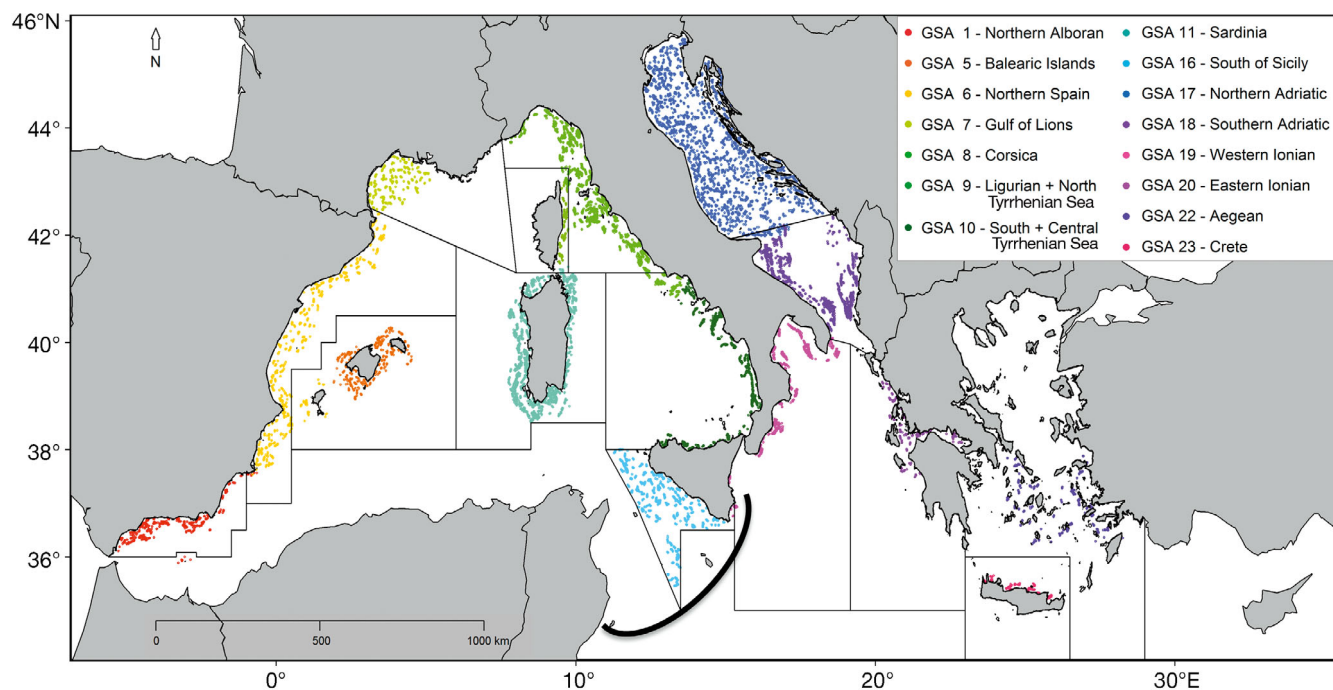 46°N
44°
42°
40°
38°
36°
N
GSA 1 - Northern Alboran
GSA 5 - Balearic Islands
GSA 6 - Northern Spain
GSA 7 - Gulf of Lions
GSA 8 - Corsica
GSA 9 - Ligurian + North
Tyrrhenian Sea
GSA 10 - South + Central
Tyrrhenian Sea
GSA 11 - Sardinia
GSA 16 - South of Sicily
GSA 17 - Northern Adriatic
GSA 18 - Southern Adriatic
GSA 19 - Western Ionian
GSA 20 - Eastern Ionian
GSA 22 - Aegean
GSA 23 - Crete
0 500 1000 km
0° 10° 20° 30°E